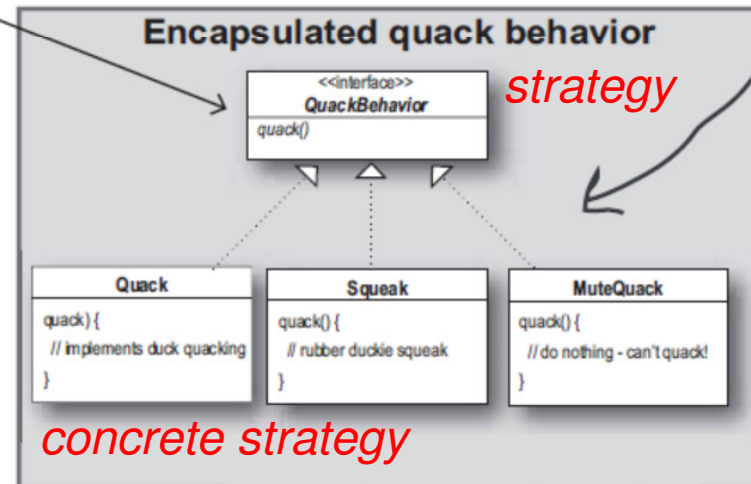 Encapsulated quack behavior
<<interface>>
QuackBehavior
strategy
quack()
Quack
quack) {
// implements duck quacking
}
Squeak
quack() {
// rubber duckie squeak
}
MuteQuack
quack() {
// do nothing - can't quack!
}
concrete strategy